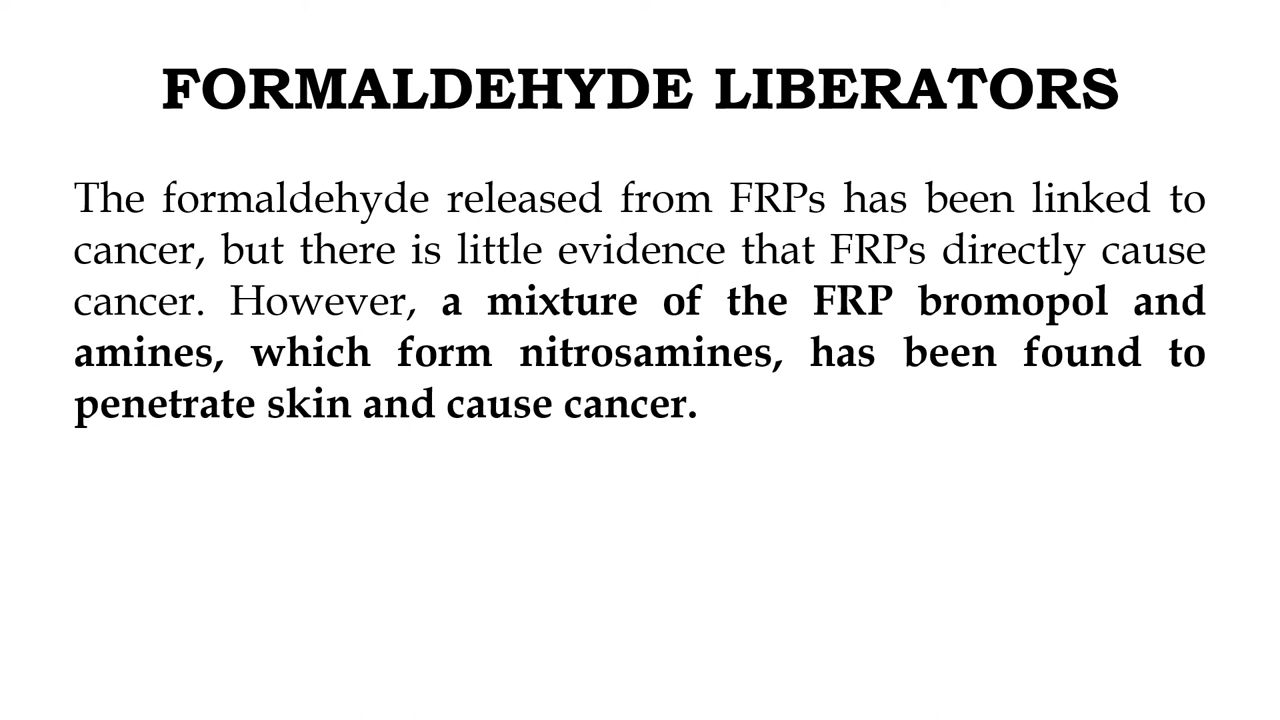 FORMALDEHYDE LIBERATORS
The formaldehyde released from FRPs has been linked to
cancer, but there is little evidence that FRPs directly cause
cancer. However, a mixture of the FRP bromopol and
amines, which form nitrosamines, has been found to
penetrate skin and cause cancer.